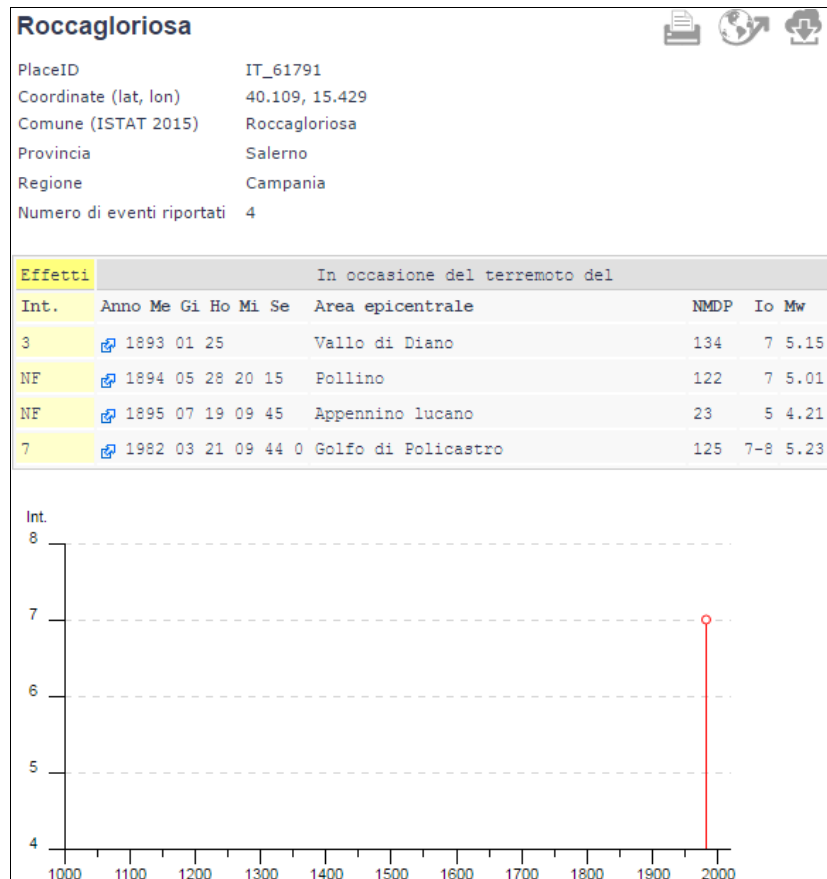 Roccagloriosa
PlaceID IT_61791
Coordinate (lat, lon) 40.109, 15.429
Comune (ISTAT 2015) Roccagloriosa
Provincia Salerno
Regione Campania
Numero di eventi riportati 4
Effetti In occasione del terremoto del
Int. Anno Me Gi Ho Mi Se Area epicentrale NMDP Io Mw
3 1893 01 25 Vallo di Diano 134 7 5.15
NF 1894 05 28 20 15 Pollino 122 7 5.01
NF 1895 07 19 09 45 Appennino lucano 23 5 4.21
7 1982 03 21 09 44 0 Golfo di Policastro 125 7-8 5.23
Int.
8
7
6
5
4
1000 1100 1200 1300 1400 1500 1600 1700 1800 1900 2000